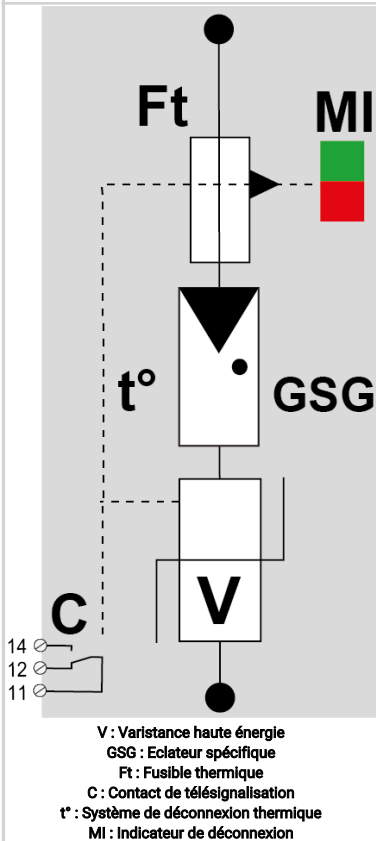 Ft
MI
t°
GSG
V
C
14
12
11
V : Varistance haute énergie
GSG : Eclateur spécifique
Ft : Fusible thermique
C : Contact de télésignalisation
t° : Système de déconnexion thermique
MI : Indicateur de déconnexion